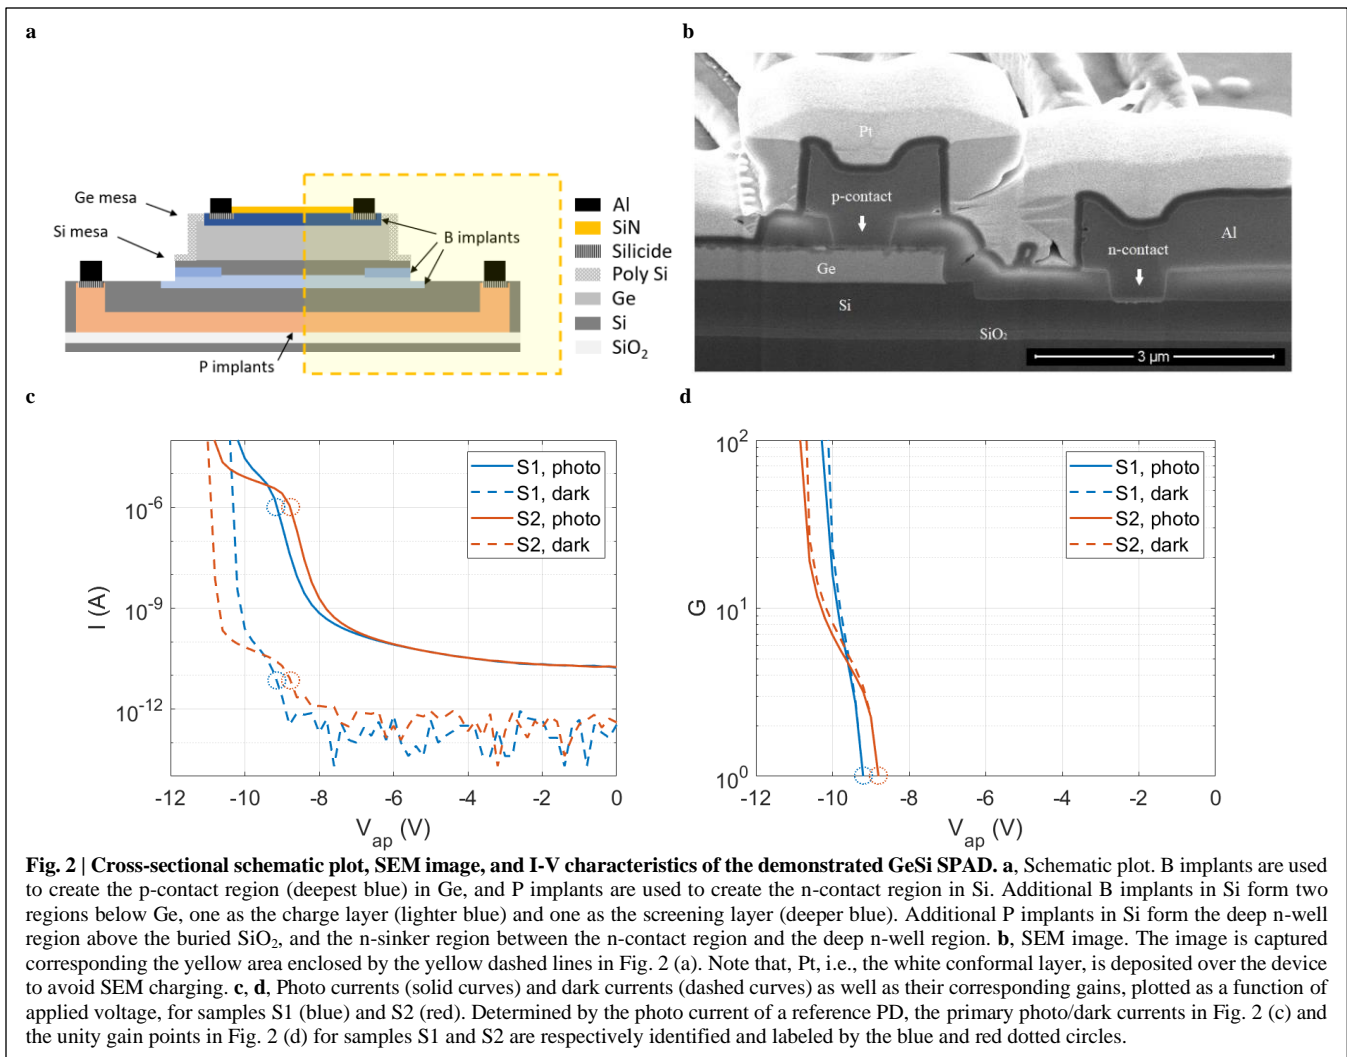 a
Ge mesa
Si mesa
B implants
P implants
Al
SiN
Silicide
Poly Si
Ge
Si
SiO2
b
Pt
p-contact
n-contact
Al
Ge
Si
SiO2
3 μm
c
I (A)
10^-6
10^-9
10^-12
-12 -10 -8 -6 -4 -2 0
V_ap (V)
S1, photo
S1, dark
S2, photo
S2, dark
d
G
10^2
10^1
10^0
-12 -10 -8 -6 -4 -2 0
V_ap (V)
S1, photo
S1, dark
S2, photo
S2, dark
Fig. 2 | Cross-sectional schematic plot, SEM image, and I-V characteristics of the demonstrated GeSi SPAD. a, Schematic plot. B implants are used
to create the p-contact region (deepest blue) in Ge, and P implants are used to create the n-contact region in Si. Additional B implants in Si form two
regions below Ge, one as the charge layer (lighter blue) and one as the screening layer (deeper blue). Additional P implants in Si form the deep n-well
region above the buried SiO2, and the n-sinker region between the n-contact region and the deep n-well region. b, SEM image. The image is captured
corresponding the yellow area enclosed by the yellow dashed lines in Fig. 2 (a). Note that, Pt, i.e., the white conformal layer, is deposited over the device
to avoid SEM charging. c, d, Photo currents (solid curves) and dark currents (dashed curves) as well as their corresponding gains, plotted as a function of
applied voltage, for samples S1 (blue) and S2 (red). Determined by the photo current of a reference PD, the primary photo/dark currents in Fig. 2 (c) and
the unity gain points in Fig. 2 (d) for samples S1 and S2 are respectively identified and labeled by the blue and red dotted circles.